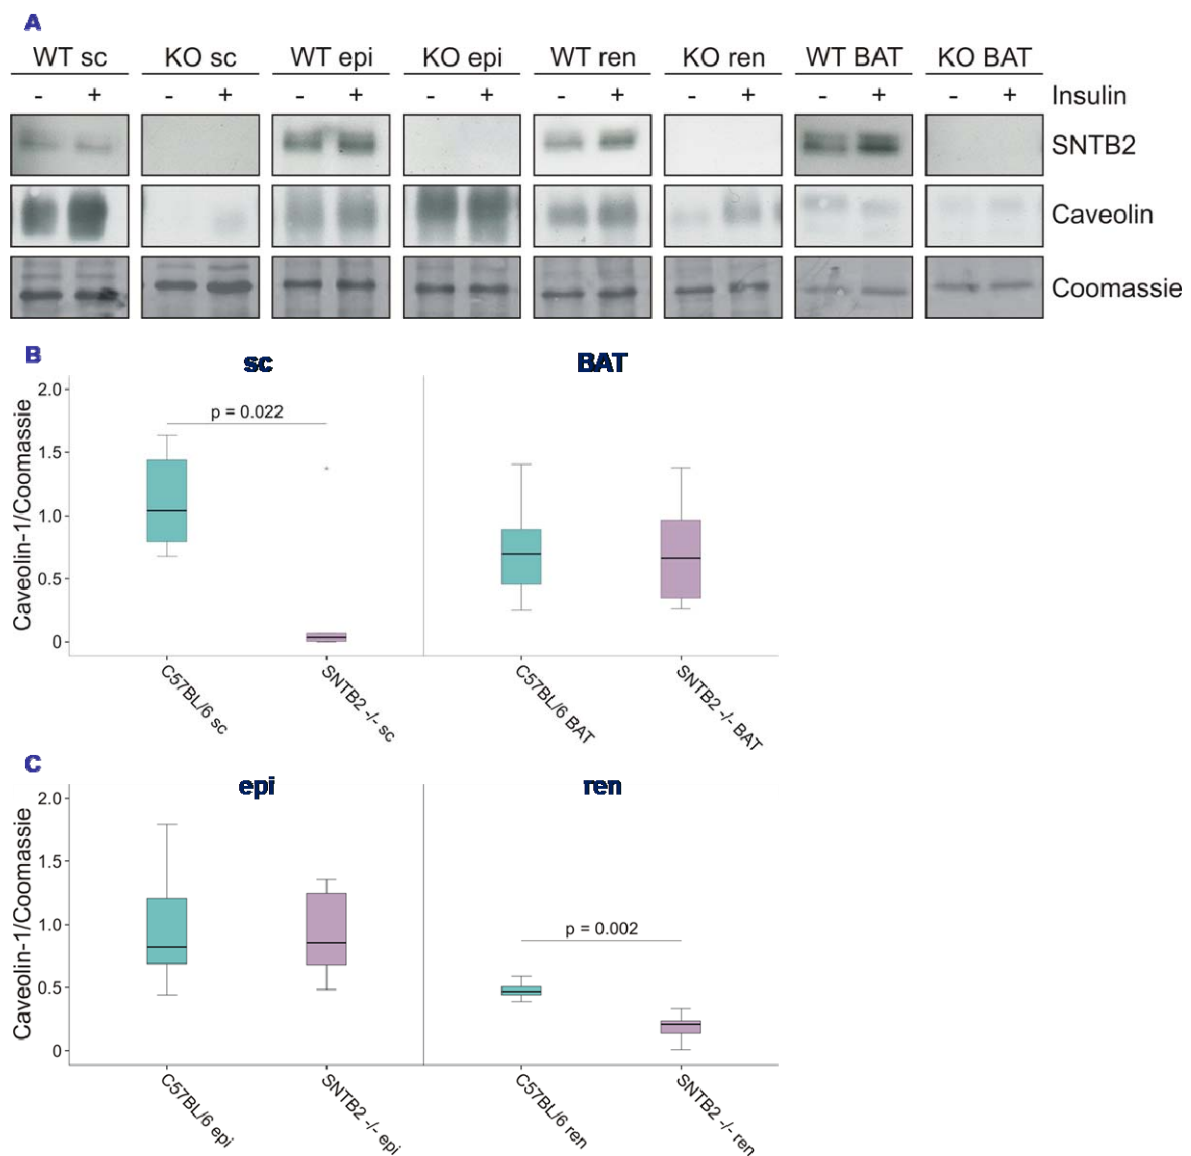 A
WT sc KO sc WT epi KO epi WT ren KO ren WT BAT KO BAT
- + - + - + - + - + - + - + - + Insulin
SNTB2
Caveolin
Coomassie
B
sc BAT
2.0
p = 0.022
1.5
1.0
0.5
0
Caveolin-1/Coomassie
C57BL/6 sc SNTB2 -/- sc C57BL/6 BAT SNTB2 -/- BAT
C
epi ren
2.0
1.5
1.0
p = 0.002
0.5
0
Caveolin-1/Coomassie
C57BL/6 epi SNTB2 -/- epi C57BL/6 ren SNTB2 -/- ren